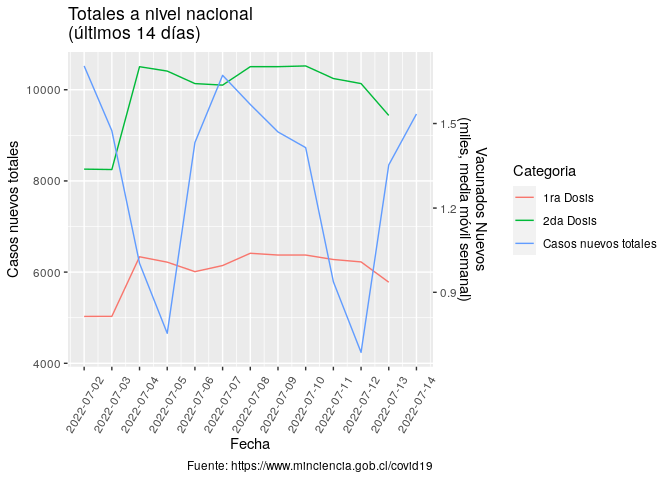 Totales a nivel nacional
(últimos 14 días)
Casos nuevos totales
10000
8000
6000
4000
1.5
1.2
0.9
Vacunados Nuevos
(miles, media móvil semanal)
2022-07-02
2022-07-03
2022-07-04
2022-07-05
2022-07-06
2022-07-07
2022-07-08
2022-07-09
2022-07-10
2022-07-11
2022-07-12
2022-07-13
2022-07-14
Fecha
Categoria
1ra Dosis
2da Dosis
Casos nuevos totales
Fuente: https://www.minciencia.gob.cl/covid19